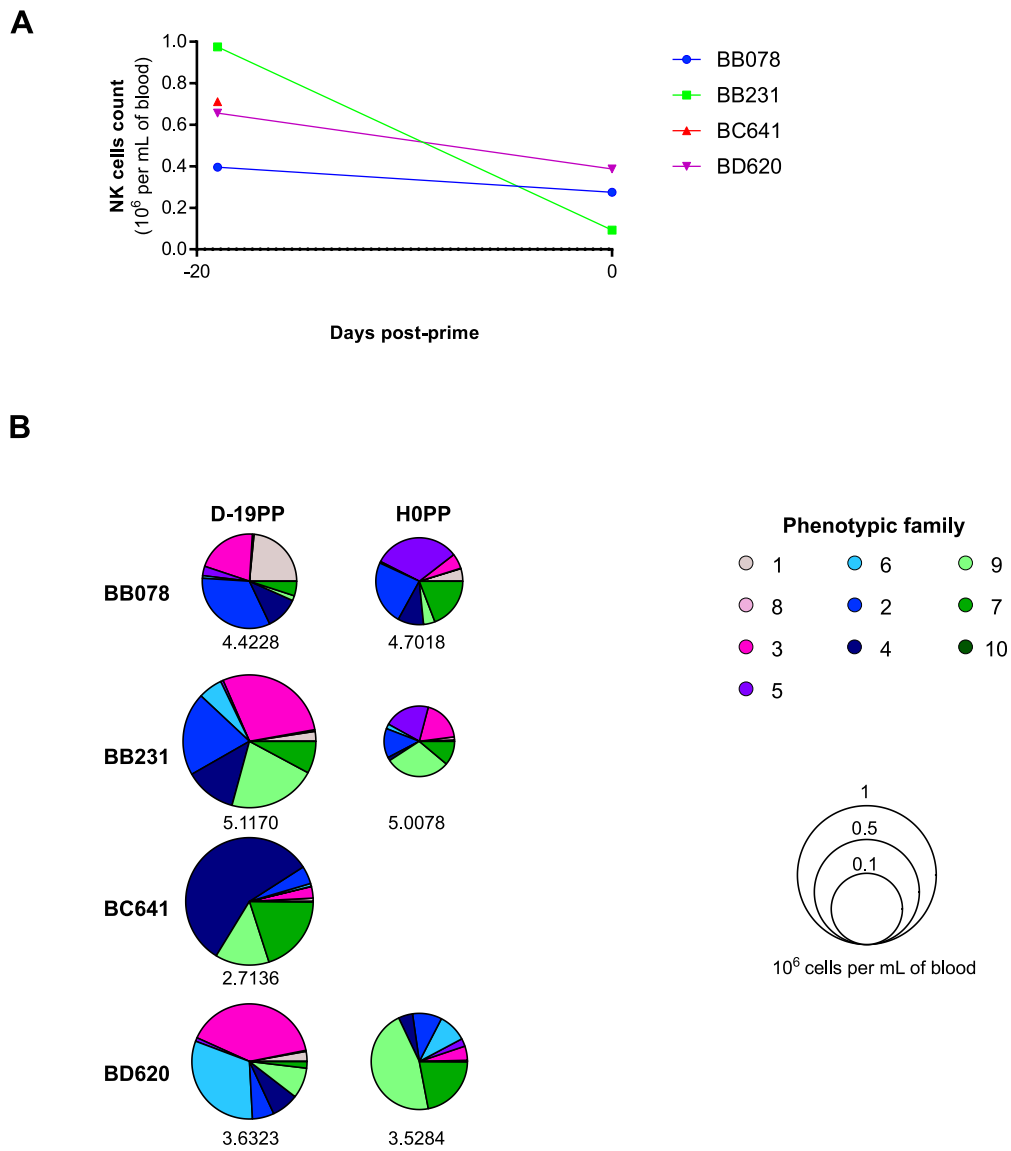 A
1.0
0.8
0.6
0.4
0.2
0.0
-20
0
NK cells count
(10⁶ per mL of blood)
Days post-prime
BB078
BB231
BC641
BD620
B
D-19PP
H0PP
BB078
4.4228
4.7018
BB231
5.1170
5.0078
BC641
2.7136
BD620
3.6323
3.5284
Phenotypic family
1
6
9
8
2
7
3
4
10
5
1
0.5
0.1
10⁶ cells per mL of blood